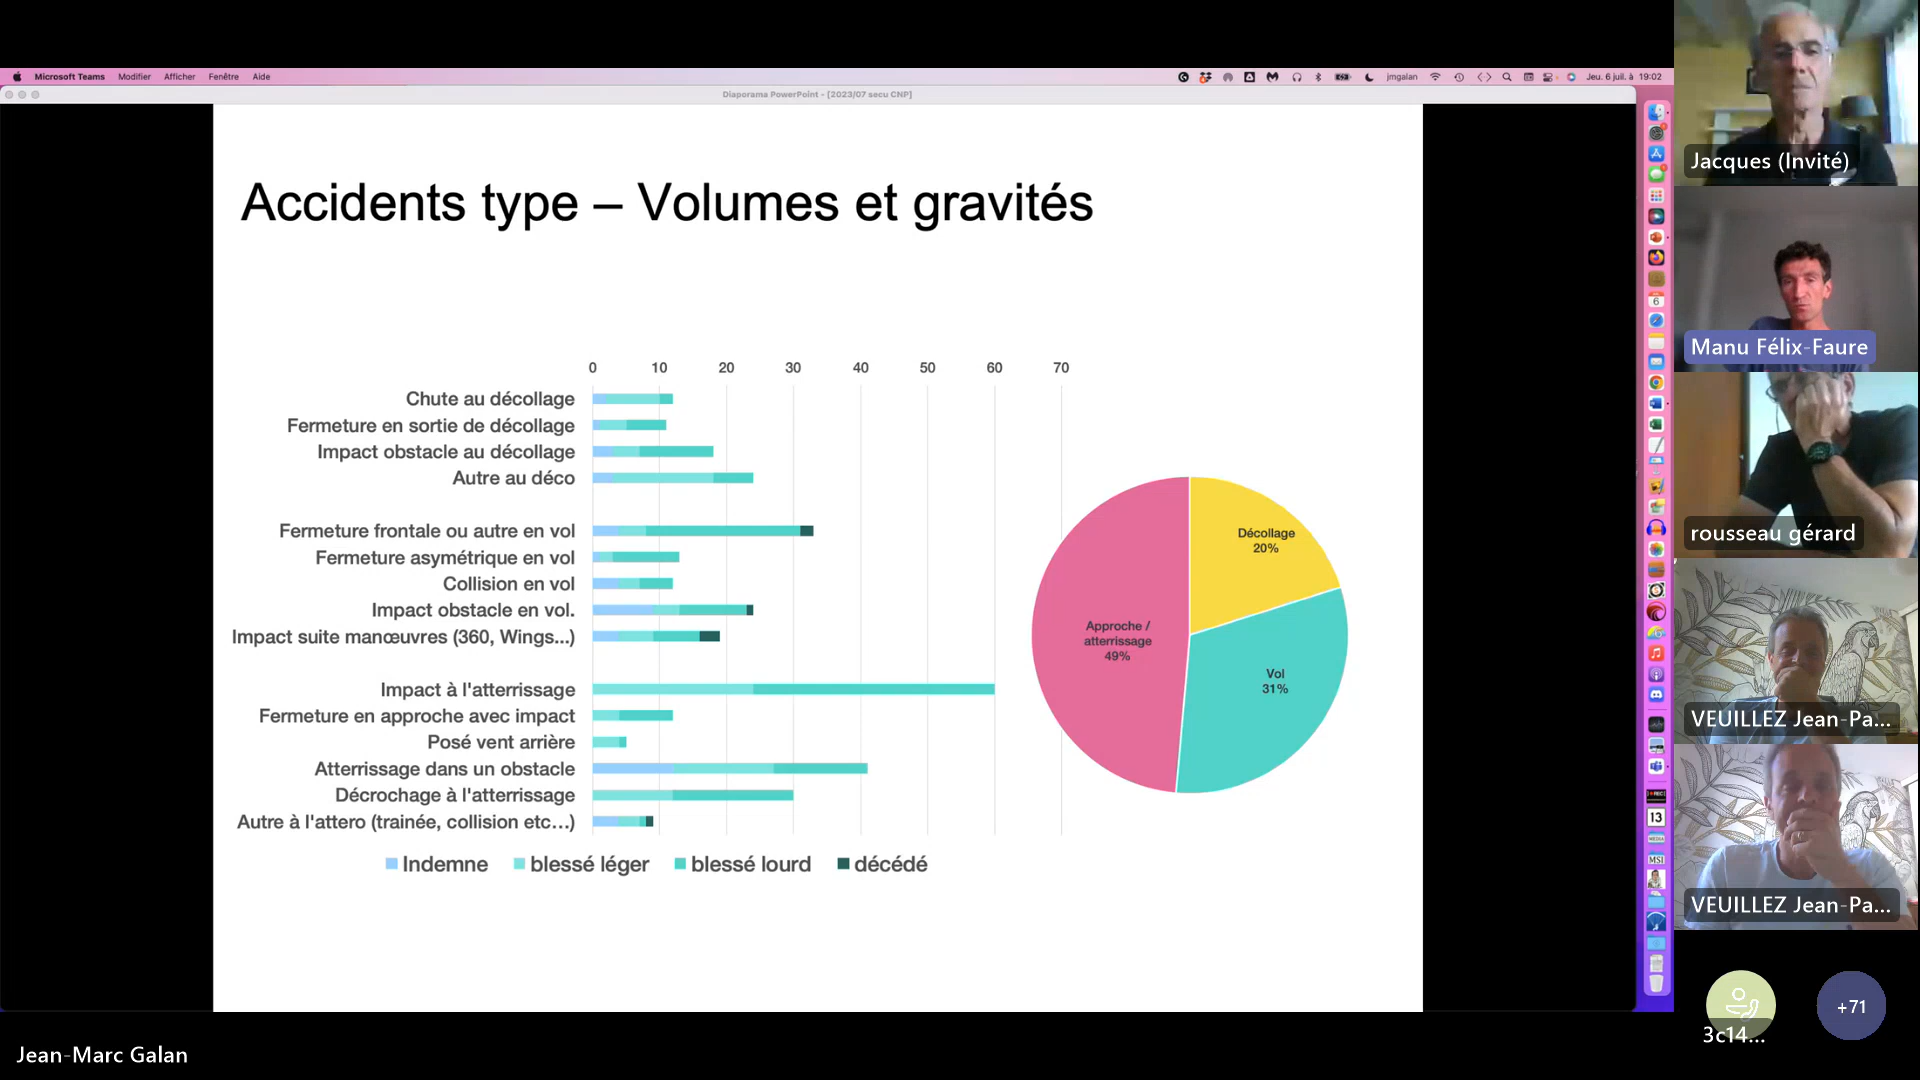 Microsoft Teams Modifier Afficher Fenêtre Aide
jmgalan
Jeu. 6 juil. à 19:02
Diaporama PowerPoint - [2023/07 secu CNP]
Accidents type – Volumes et gravités
0 10 20 30 40 50 60 70
Chute au décollage
Fermeture en sortie de décollage
Impact obstacle au décollage
Autre au déco
Fermeture frontale ou autre en vol
Fermeture asymétrique en vol
Collision en vol
Impact obstacle en vol.
Impact suite manœuvres (360, Wings...)
Impact à l'atterrissage
Fermeture en approche avec impact
Posé vent arrière
Atterrissage dans un obstacle
Décrochage à l'atterrissage
Autre à l'attero (trainée, collision etc...)
Indemne blessé léger blessé lourd décédé
Décollage
20%
Vol
31%
Approche /
atterrissage
49%
6
13
MSI
Jacques (Invité)
Manu Félix-Faure
rousseau gérard
VEUILLEZ Jean-Pa...
VEUILLEZ Jean-Pa...
3c14...
+71
Jean-Marc Galan